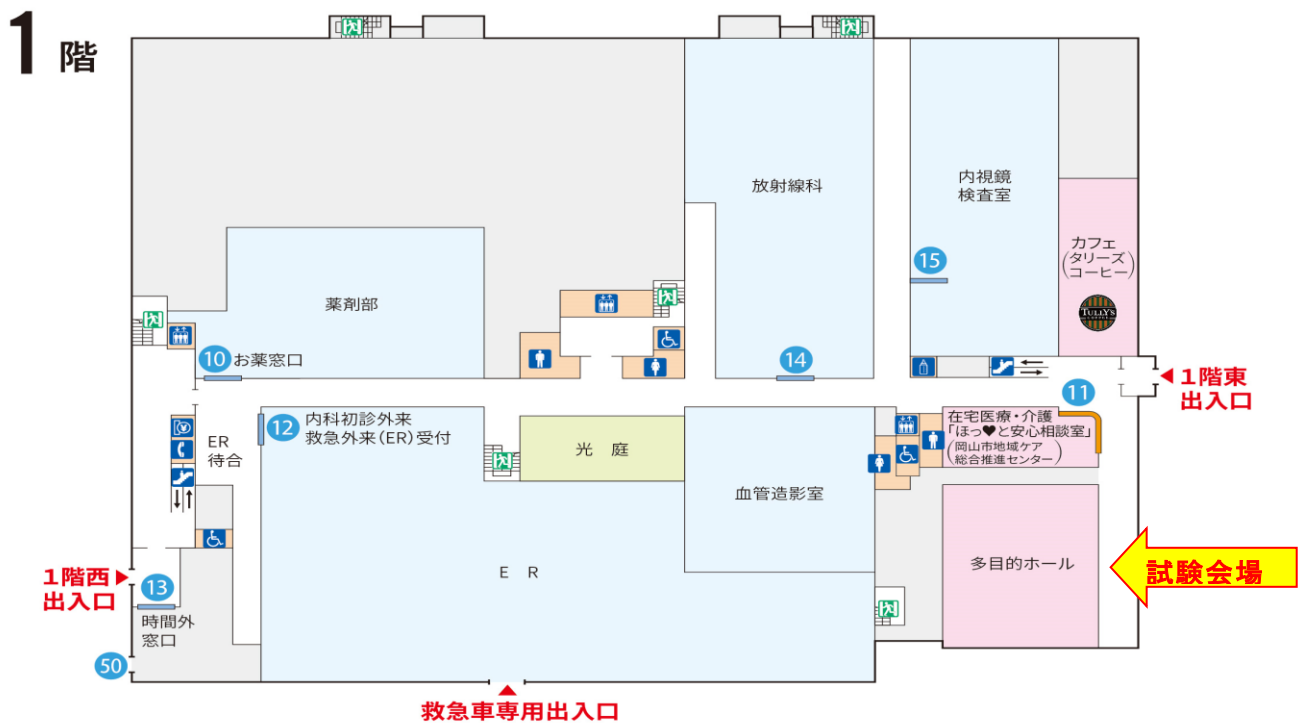 1階
放射線科
内視鏡
検査室
カフェ
(タリーズ
コーヒー)
TULLY'S
COFFEE
15
薬剤部
10 お薬窓口
14
1階東
出入口
11
12 内科初診外来
救急外来(ER)受付
ER
待合
光 庭
在宅医療・介護
「ほっ♥と安心相談室」
(岡山市地域ケア
総合推進センター)
血管造影室
E R
多目的ホール
試験会場
1階西
出入口
13
時間外
窓口
50
救急車専用出入口